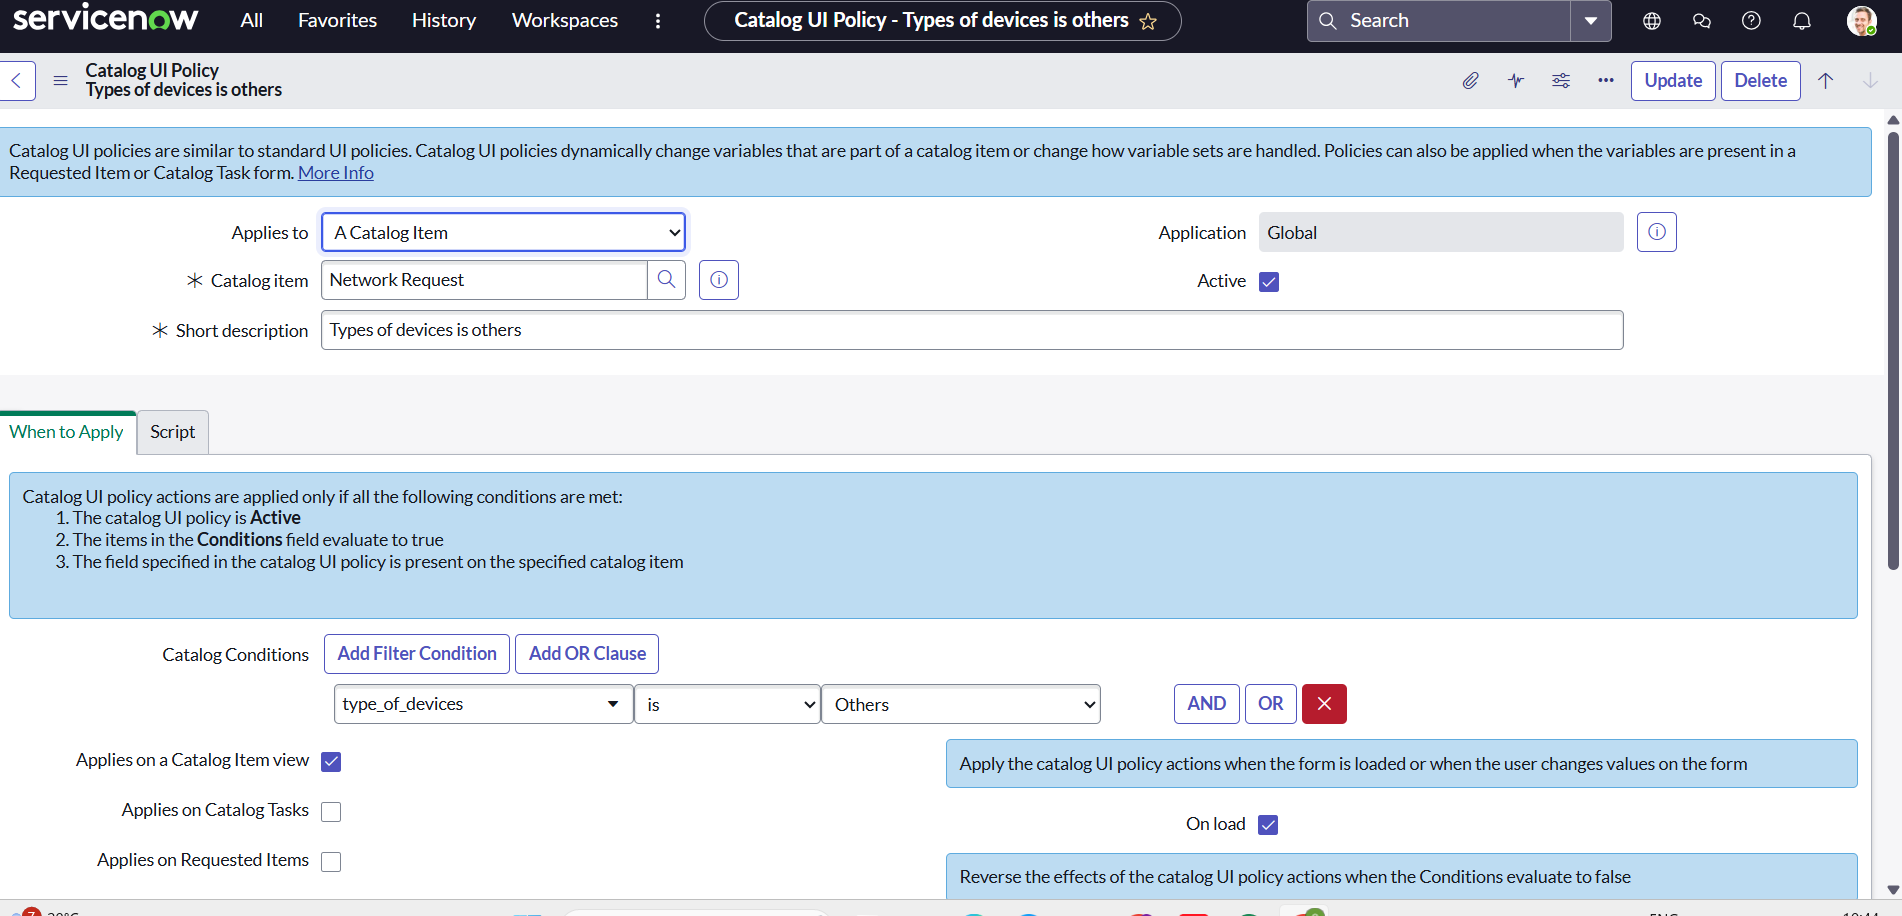 servicenow All Favorites History Workspaces Catalog UI Policy - Types of devices is others Search
Catalog UI Policy
Types of devices is others
Update Delete
Catalog UI policies are similar to standard UI policies. Catalog UI policies dynamically change variables that are part of a catalog item or change how variable sets are handled. Policies can also be applied when the variables are present in a
Requested Item or Catalog Task form. More Info
Applies to A Catalog Item Application Global
Catalog item Network Request Active
Short description Types of devices is others
When to Apply Script
Catalog UI policy actions are applied only if all the following conditions are met:
1. The catalog UI policy is Active
2. The items in the Conditions field evaluate to true
3. The field specified in the catalog UI policy is present on the specified catalog item
Catalog Conditions Add Filter Condition Add OR Clause
type_of_devices is Others AND OR
Applies on a Catalog Item view Apply the catalog UI policy actions when the form is loaded or when the user changes values on the form
Applies on Catalog Tasks On load
Applies on Requested Items
Reverse the effects of the catalog UI policy actions when the Conditions evaluate to false